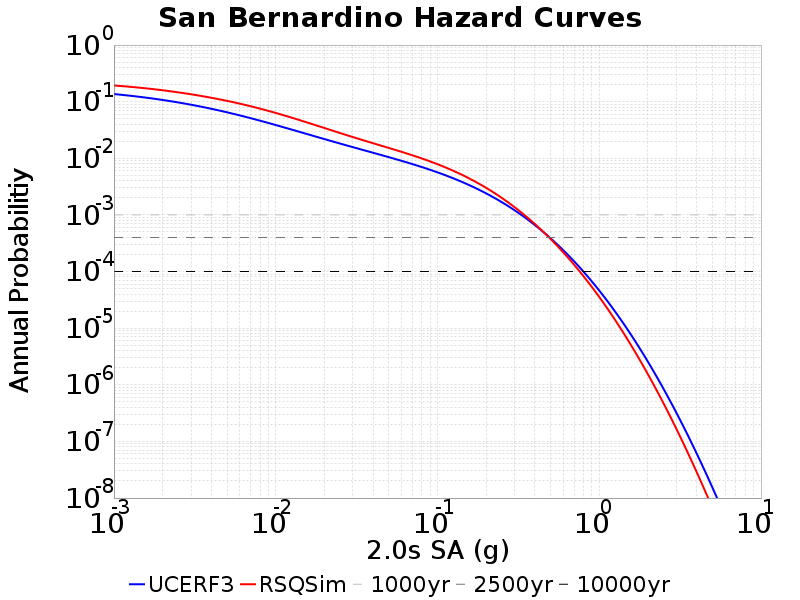 San Bernardino Hazard Curves
10^0
10^-1
10^-2
10^-3
10^-4
10^-5
10^-6
10^-7
10^-8
Annual Probabilitiy
10^-3 10^-2 10^-1 10^0 10^1
2.0s SA (g)
UCERF3 RSQSim 1000yr 2500yr 10000yr